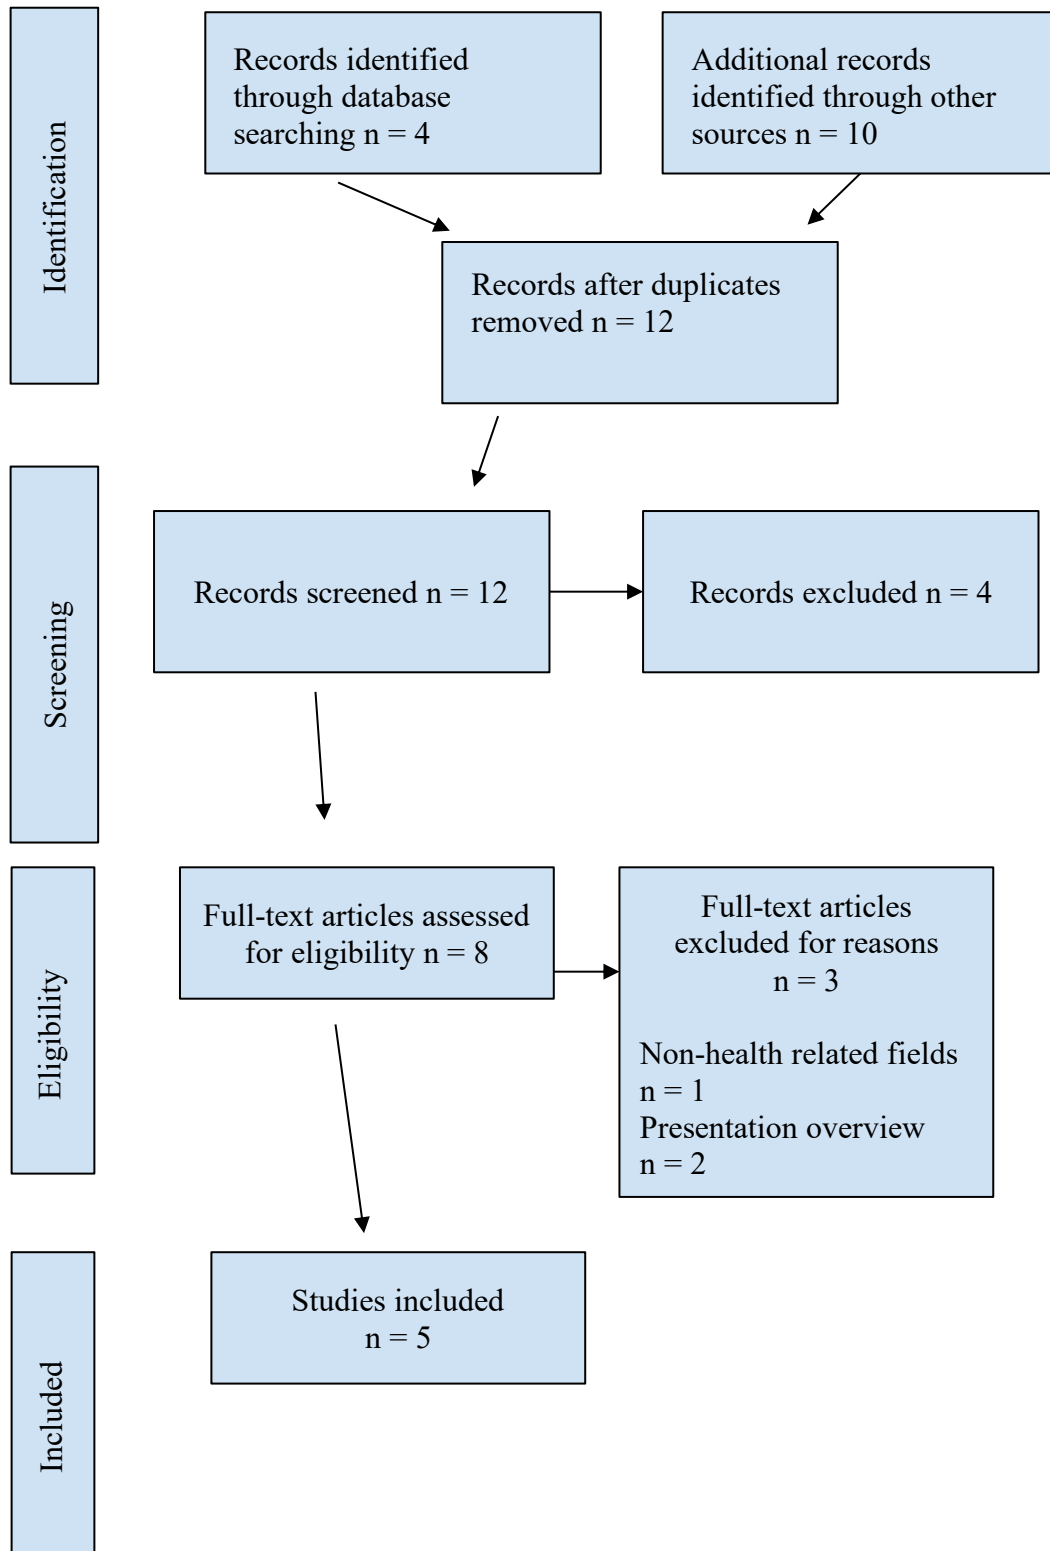 Identification
Records identified
through database
searching n = 4
Additional records
identified through other
sources n = 10
Records after duplicates
removed n = 12
Screening
Records screened n = 12
Records excluded n = 4
Eligibility
Full-text articles assessed
for eligibility n = 8
Full-text articles
excluded for reasons
n = 3
Non-health related fields
n = 1
Presentation overview
n = 2
Included
Studies included
n = 5